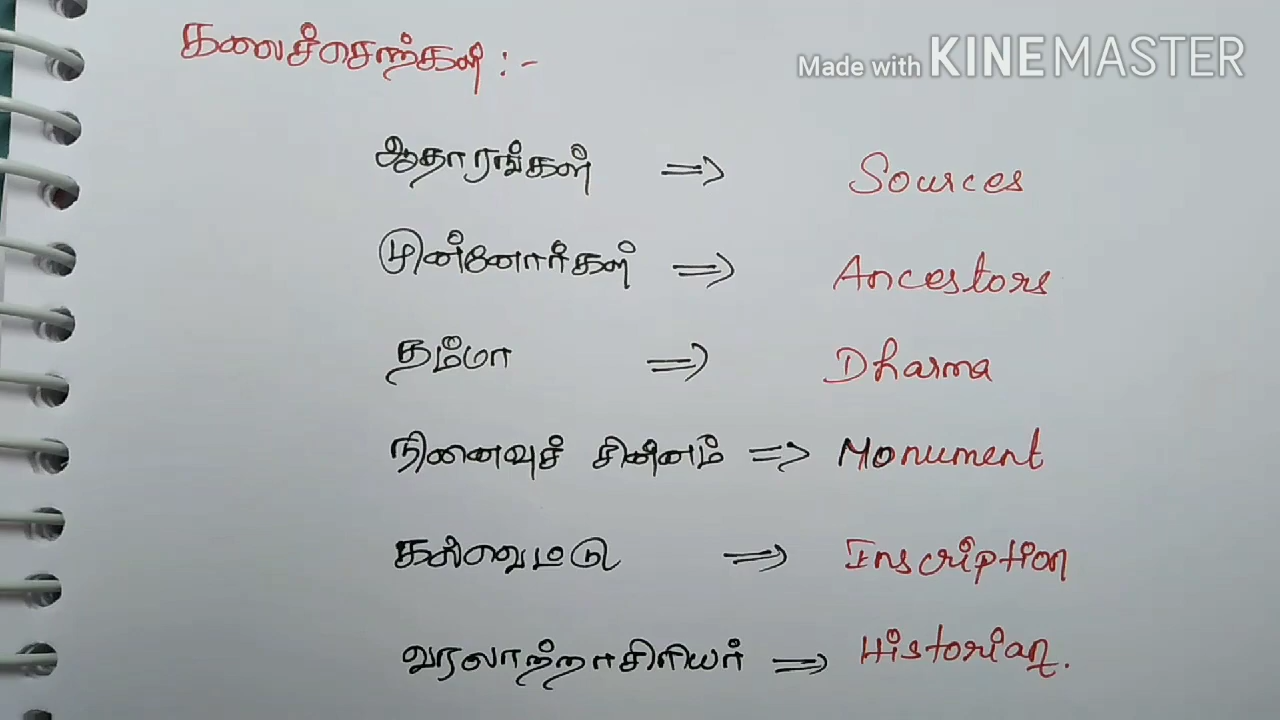 கலைச்சொற்கள் :-
Made with KINEMASTER
ஆதாரங்கள் => Sources
முன்னோர்கள் => Ancestors
தம்மா => Dharma
நினைவுச் சின்னம் => Monument
கல்வெட்டு => Inscription
வரலாற்றாசிரியர் => Historian.